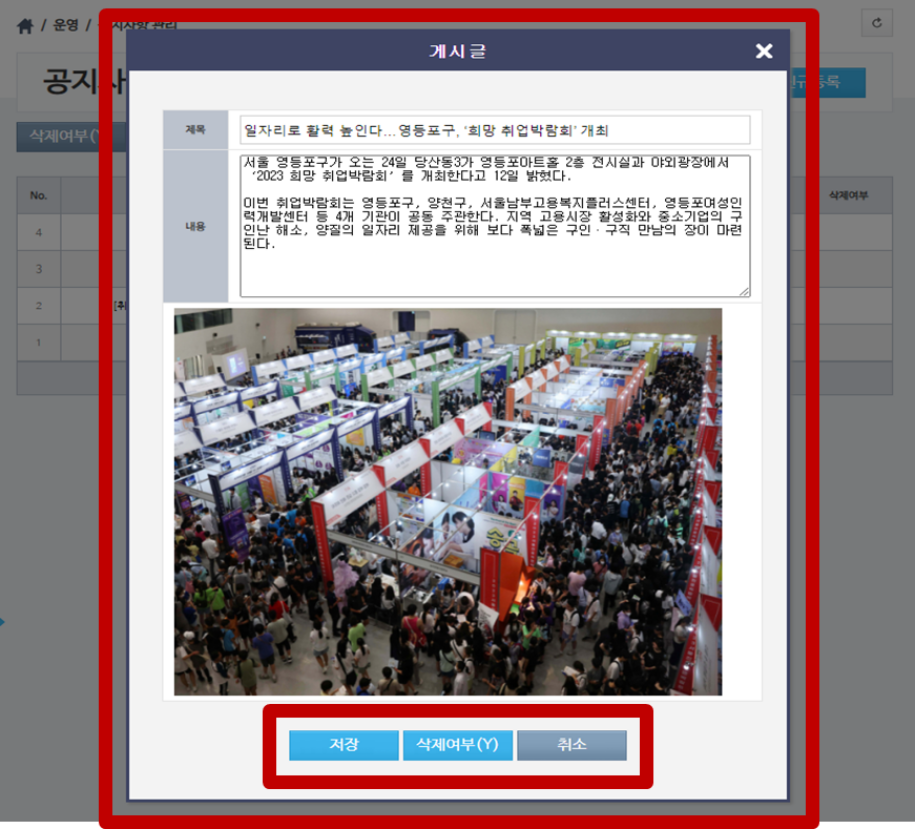 / 운영 / 공지사항 관리
게시글
공지사
규 등록
삭제여부(Y
제목
일자리로 활력 높인다...영등포구, '희망 취업박람회' 개최
내용
서울 영등포구가 오는 24일 당산동3가 영등포아트홀 2층 전시실과 야외광장에서
‘2023 희망 취업박람회’를 개최한다고 12일 밝혔다.
이번 취업박람회는 영등포구, 양천구, 서울남부고용복지플러스센터, 영등포여성인
력개발센터 등 4개 기관이 공동 주관한다. 지역 고용시장 활성화와 중소기업의 구
인난 해소, 양질의 일자리 제공을 위해 보다 폭넓은 구인·구직 만남의 장이 마련
된다.
No.
삭제여부
4
3
2
[취
1
저장
삭제여부(Y)
취소